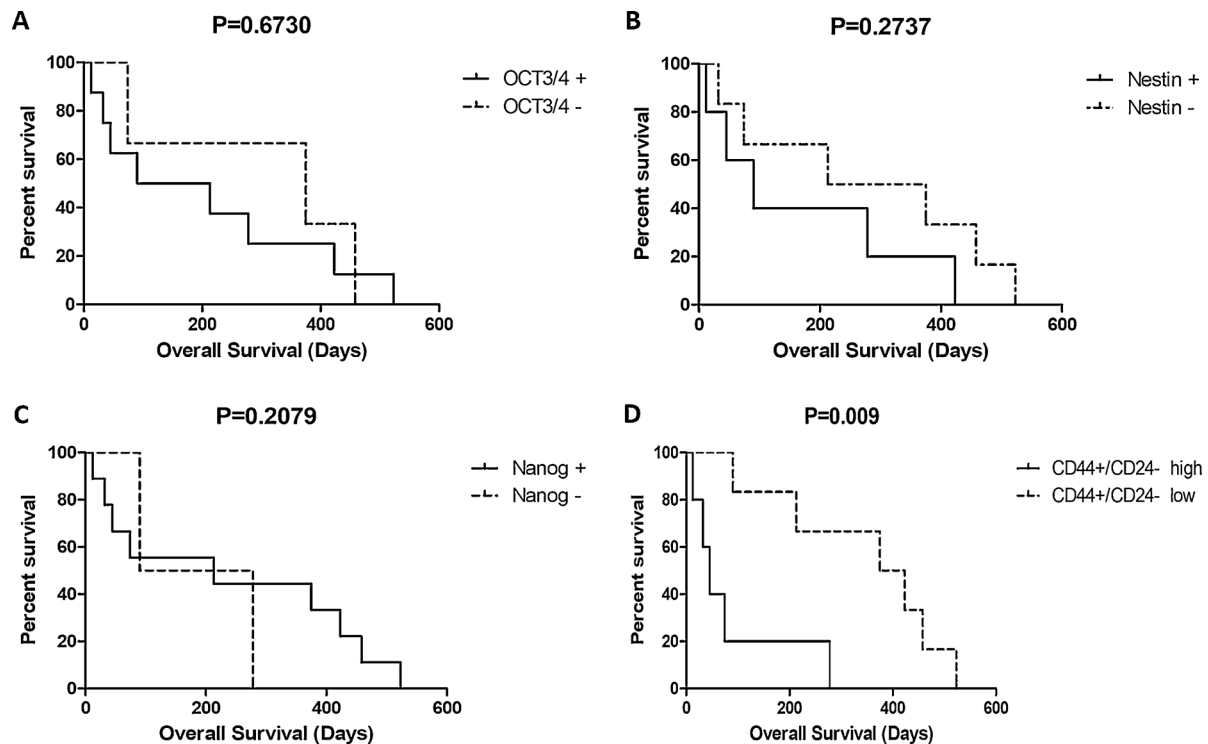 A
P=0.6730
100
80
60
40
20
0
Percent survival
0 200 400 600
Overall Survival (Days)
OCT3/4 +
OCT3/4 -
B
P=0.2737
100
80
60
40
20
0
Percent survival
0 200 400 600
Overall Survival (Days)
Nestin +
Nestin -
C
P=0.2079
100
80
60
40
20
0
Percent survival
0 200 400 600
Overall Survival (Days)
Nanog +
Nanog -
D
P=0.009
100
80
60
40
20
0
Percent survival
0 200 400 600
Overall Survival (Days)
CD44+/CD24- high
CD44+/CD24- low